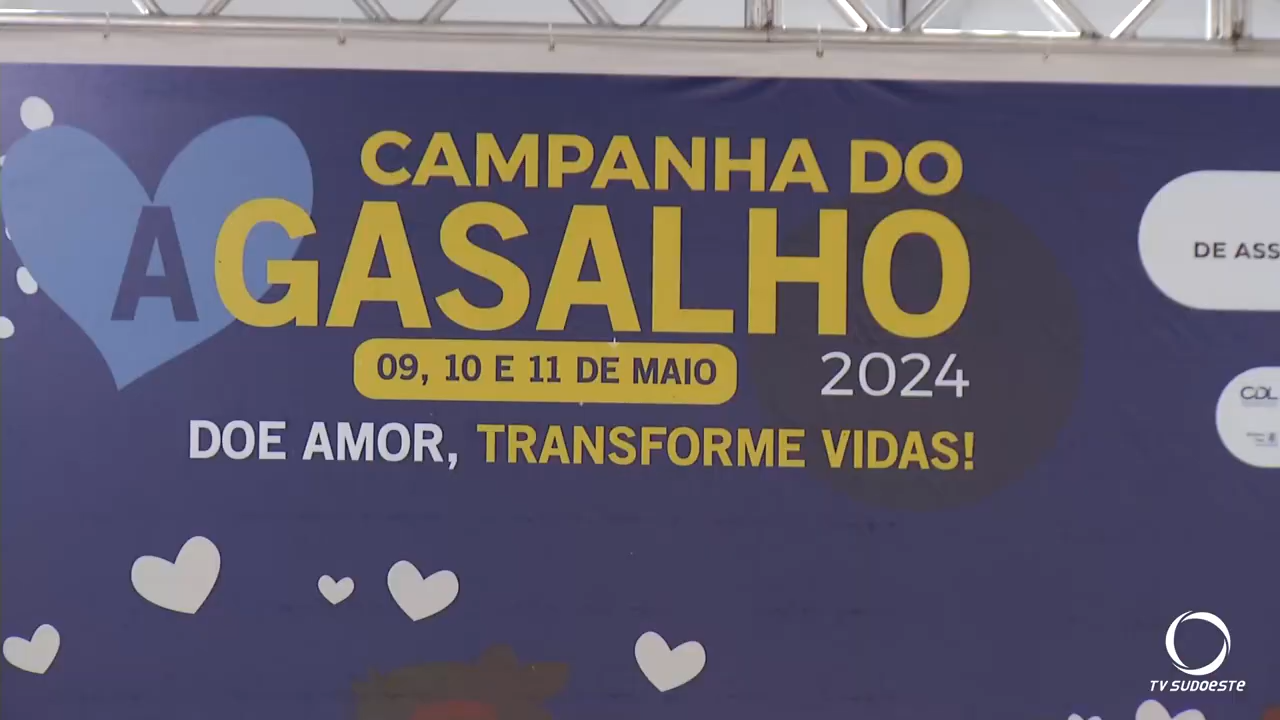 CAMPANHA DO
AGASALHO
2024
09, 10 E 11 DE MAIO
DOE AMOR, TRANSFORME VIDAS!
DE ASS
CDL
TV SUDOESTE